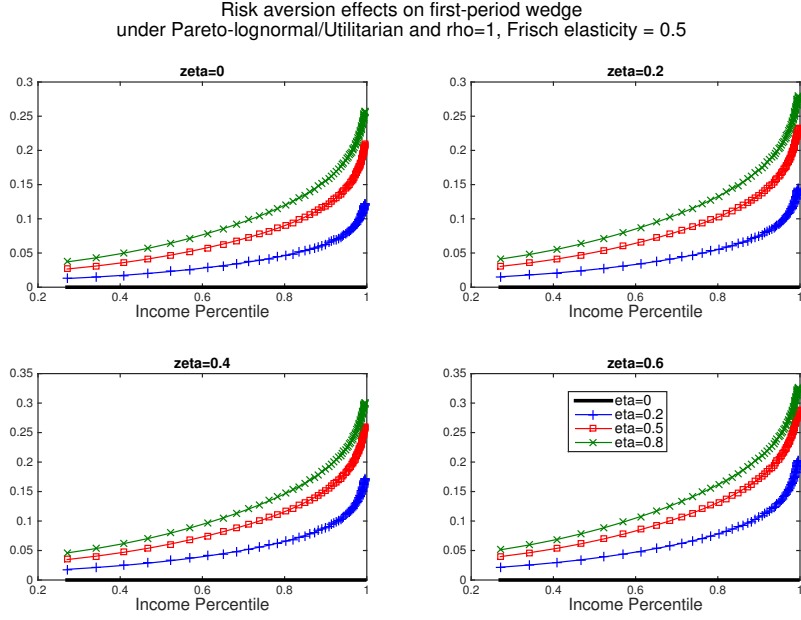 Risk aversion effects on first-period wedge
under Pareto-lognormal/Utilitarian and rho=1, Frisch elasticity = 0.5
zeta=0
0.3
0.25
0.2
0.15
0.1
0.05
0
0.2 0.4 0.6 0.8 1
Income Percentile
zeta=0.2
0.3
0.25
0.2
0.15
0.1
0.05
0
0.2 0.4 0.6 0.8 1
Income Percentile
zeta=0.4
0.35
0.3
0.25
0.2
0.15
0.1
0.05
0
0.2 0.4 0.6 0.8 1
Income Percentile
zeta=0.6
0.35
0.3
0.25
0.2
0.15
0.1
0.05
0
0.2 0.4 0.6 0.8 1
Income Percentile
eta=0
eta=0.2
eta=0.5
eta=0.8